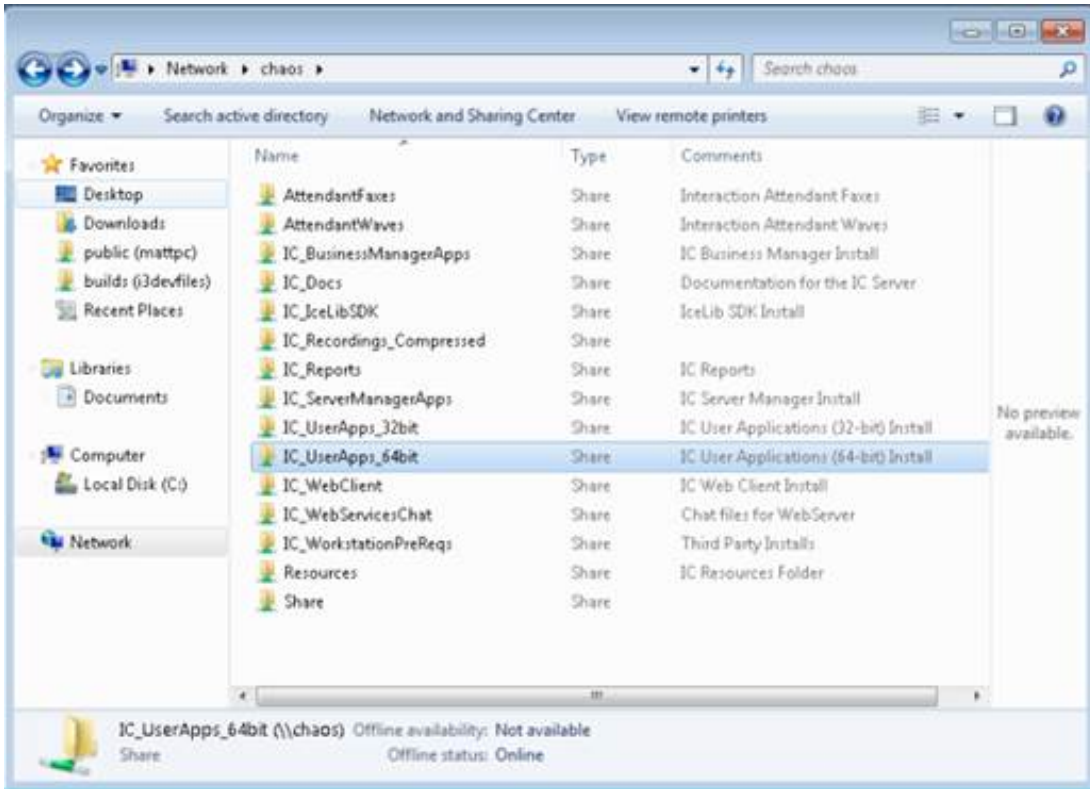 Network ▸ chaos ▸ Search chaos
Organize Search active directory Network and Sharing Center View remote printers
Favorites
Desktop
Downloads
public (mattpc)
builds (i3devfiles)
Recent Places
Libraries
Documents
Computer
Local Disk (C:)
Network
Name Type Comments
AttendantFaxes Share Interaction Attendant Faxes
AttendantWaves Share Interaction Attendant Waves
IC_BusinessManagerApps Share IC Business Manager Install
IC_Docs Share Documentation for the IC Server
IC_IceLibSDK Share IceLib SDK Install
IC_Recordings_Compressed Share
IC_Reports Share IC Reports
IC_ServerManagerApps Share IC Server Manager Install
IC_UserApps_32bit Share IC User Applications (32-bit) Install
IC_UserApps_64bit Share IC User Applications (64-bit) Install
IC_WebClient Share IC Web Client Install
IC_WebServicesChat Share Chat files for WebServer
IC_WorkstationPreReqs Share Third Party Installs
Resources Share IC Resources Folder
Share Share
No preview
available.
IC_UserApps_64bit (\\chaos) Offline availability: Not available
Share Offline status: Online